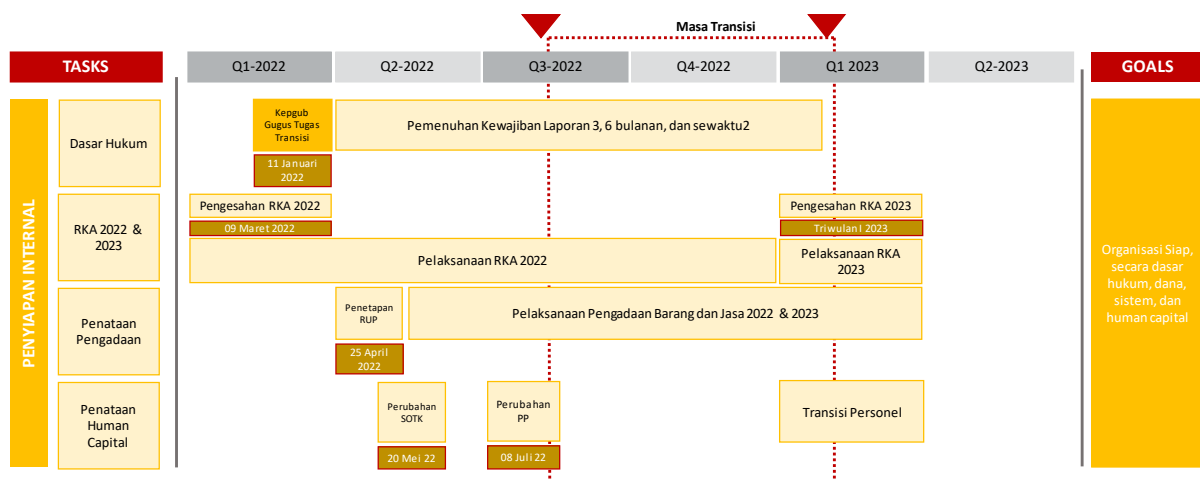 Masa Transisi
TASKS
Q1-2022
Q2-2022
Q3-2022
Q4-2022
Q1 2023
Q2-2023
GOALS
PENYIAPAN INTERNAL
Dasar Hukum
Kepgub
Gugus Tugas
Transisi
11 Januari
2022
Pemenuhan Kewajiban Laporan 3, 6 bulanan, dan sewaktu2
RKA 2022 &
2023
Pengesahan RKA 2022
09 Maret 2022
Pengesahan RKA 2023
Triwulan I 2023
Pelaksanaan RKA 2022
Pelaksanaan RKA
2023
Penataan
Pengadaan
Penetapan
RUP
25 April
2022
Pelaksanaan Pengadaan Barang dan Jasa 2022 & 2023
Penataan
Human
Capital
Perubahan
SOTK
20 Mei 22
Perubahan
PP
08 Juli 22
Transisi Personel
Organisasi Siap,
secara dasar
hukum, dana,
sistem, dan
human capital